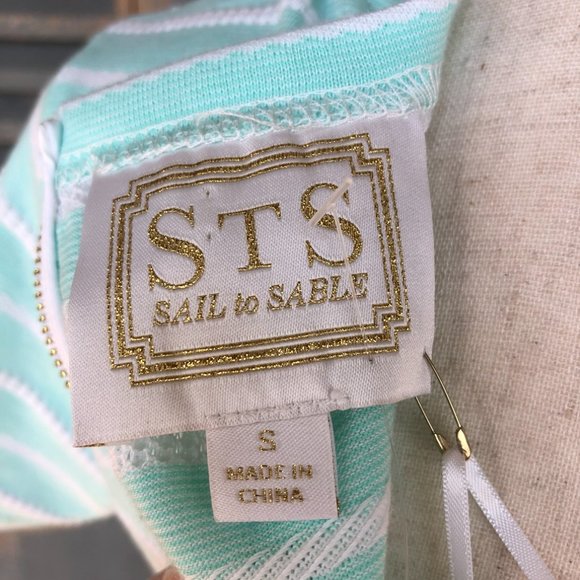 STS
SAIL to SABLE
S
MADE IN
CHINA